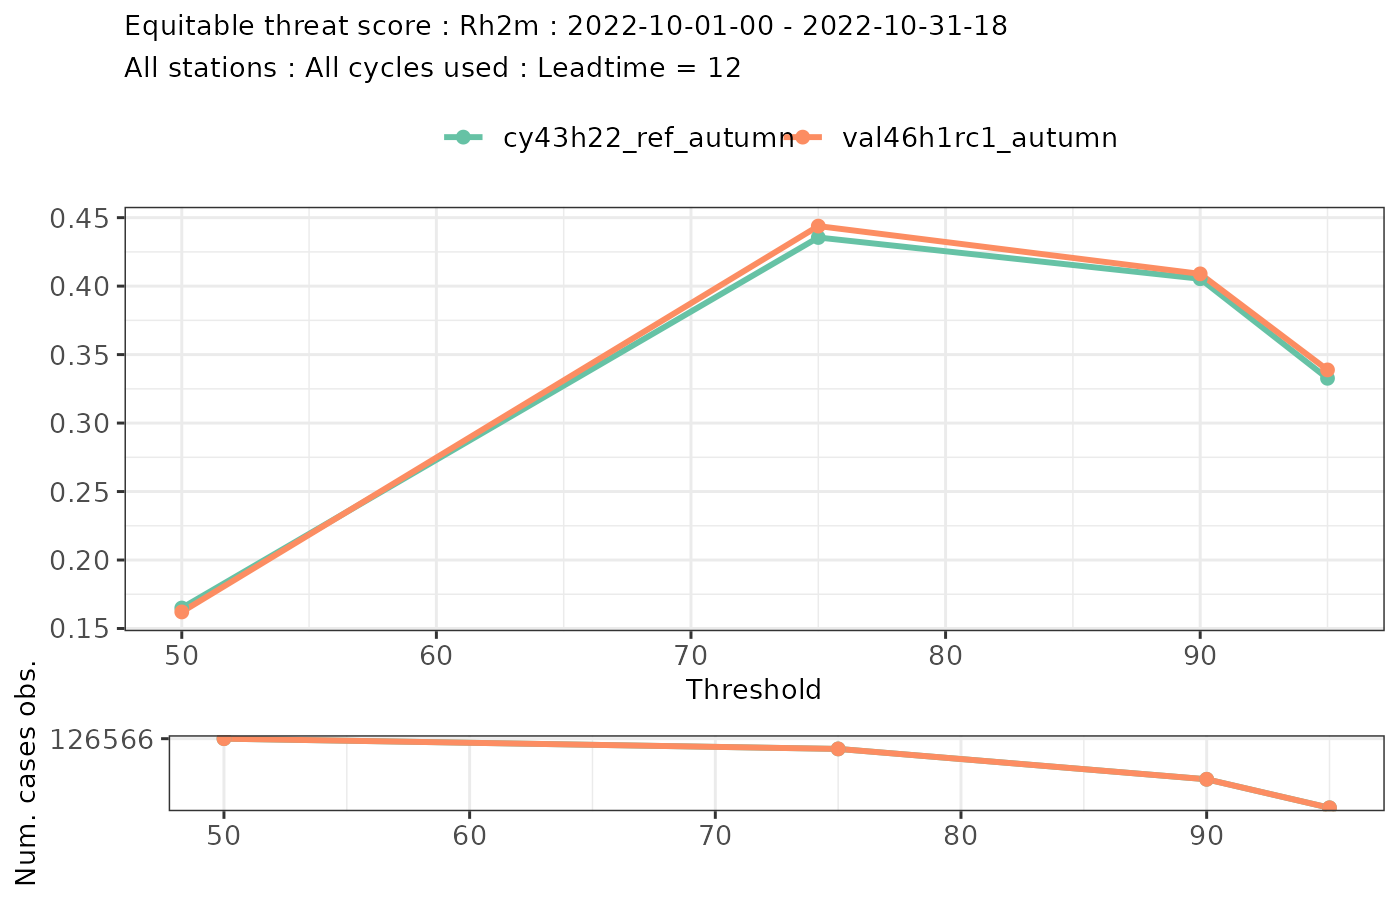 Equitable threat score : Rh2m : 2022-10-01-00 - 2022-10-31-18
All stations : All cycles used : Leadtime = 12
cy43h22_ref_autumn val46h1rc1_autumn
0.45
0.40
0.35
0.30
0.25
0.20
0.15
50 60 70 80 90
Threshold
Num. cases obs.
126566
50 60 70 80 90